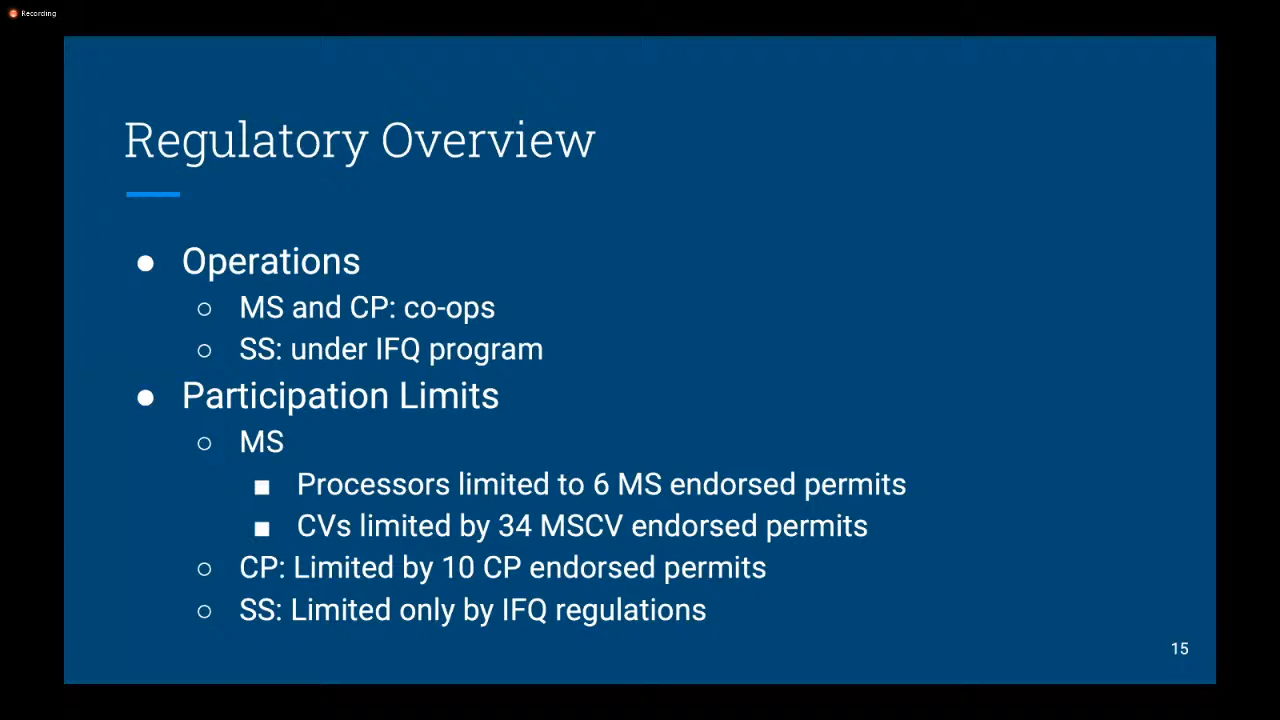 Recording
Regulatory Overview
● Operations
○ MS and CP: co-ops
○ SS: under IFQ program
● Participation Limits
○ MS
■ Processors limited to 6 MS endorsed permits
■ CVs limited by 34 MSCV endorsed permits
○ CP: Limited by 10 CP endorsed permits
○ SS: Limited only by IFQ regulations
15